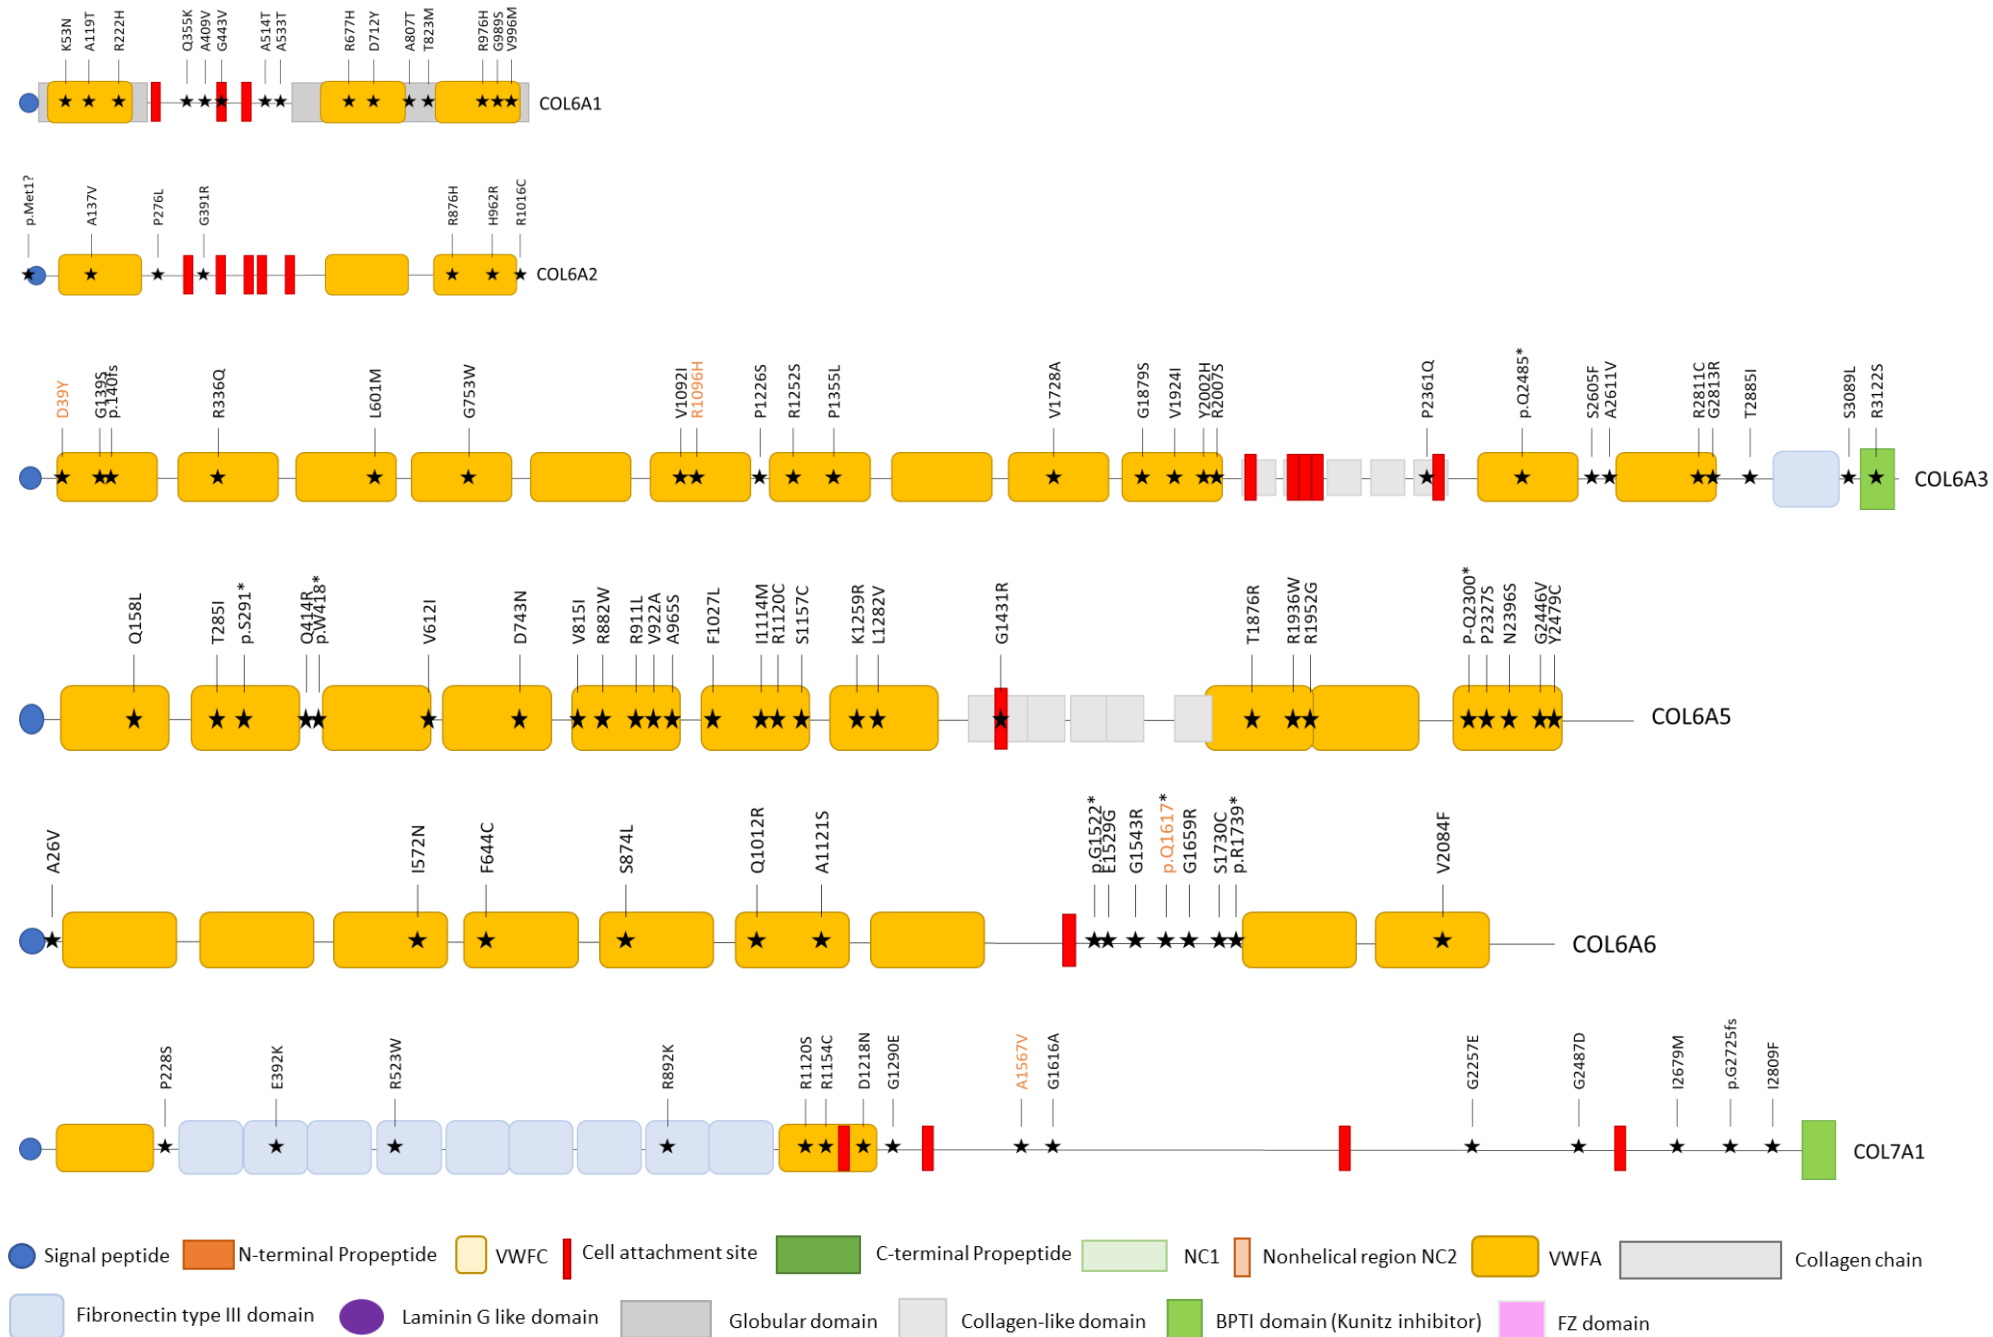 K53N A119T R222H Q355K A409V G443V A514T A533T R677H D712Y A807T T823M R976H G989S V996M
COL6A1
p.Met1? A137V P276L G391R R876H H962R R1016C
COL6A2
D39Y G139S p.140fs R336Q L601M G753W V1092I R1096H P1226S R1252S P1355L V1728A G1879S V1924I Y2002H R2007S P2361Q p.Q2485* S2605F A2611V R2811C G2813R T2885I S3089L R3122S
COL6A3
Q158L T285I p.S291* Q414R p.W418* V612I D743N V815I R882W R911L V922A A965S F1027L I1114M R1120C S1157C K1259R L1282V G1431R T1876R R1936W R1952G P-Q2300* P2327S N2396S G2446V Y2479C
COL6A5
A26V I572N F644C S874L Q1012R A1121S p.G1522* E1529G G1543R p.Q1617* G1659R S1730C p.R1739* V2084F
COL6A6
P228S E392K R523W R892K R1120S R1154C D1218N G1290E A1567V G1616A G2257E G2487D I2679M p.G2725fs I2809F
COL7A1
Signal peptide N-terminal Propeptide VWFC Cell attachment site C-terminal Propeptide NC1 Nonhelical region NC2 VWFA Collagen chain
Fibronectin type III domain Laminin G like domain Globular domain Collagen-like domain BPTI domain (Kunitz inhibitor) FZ domain